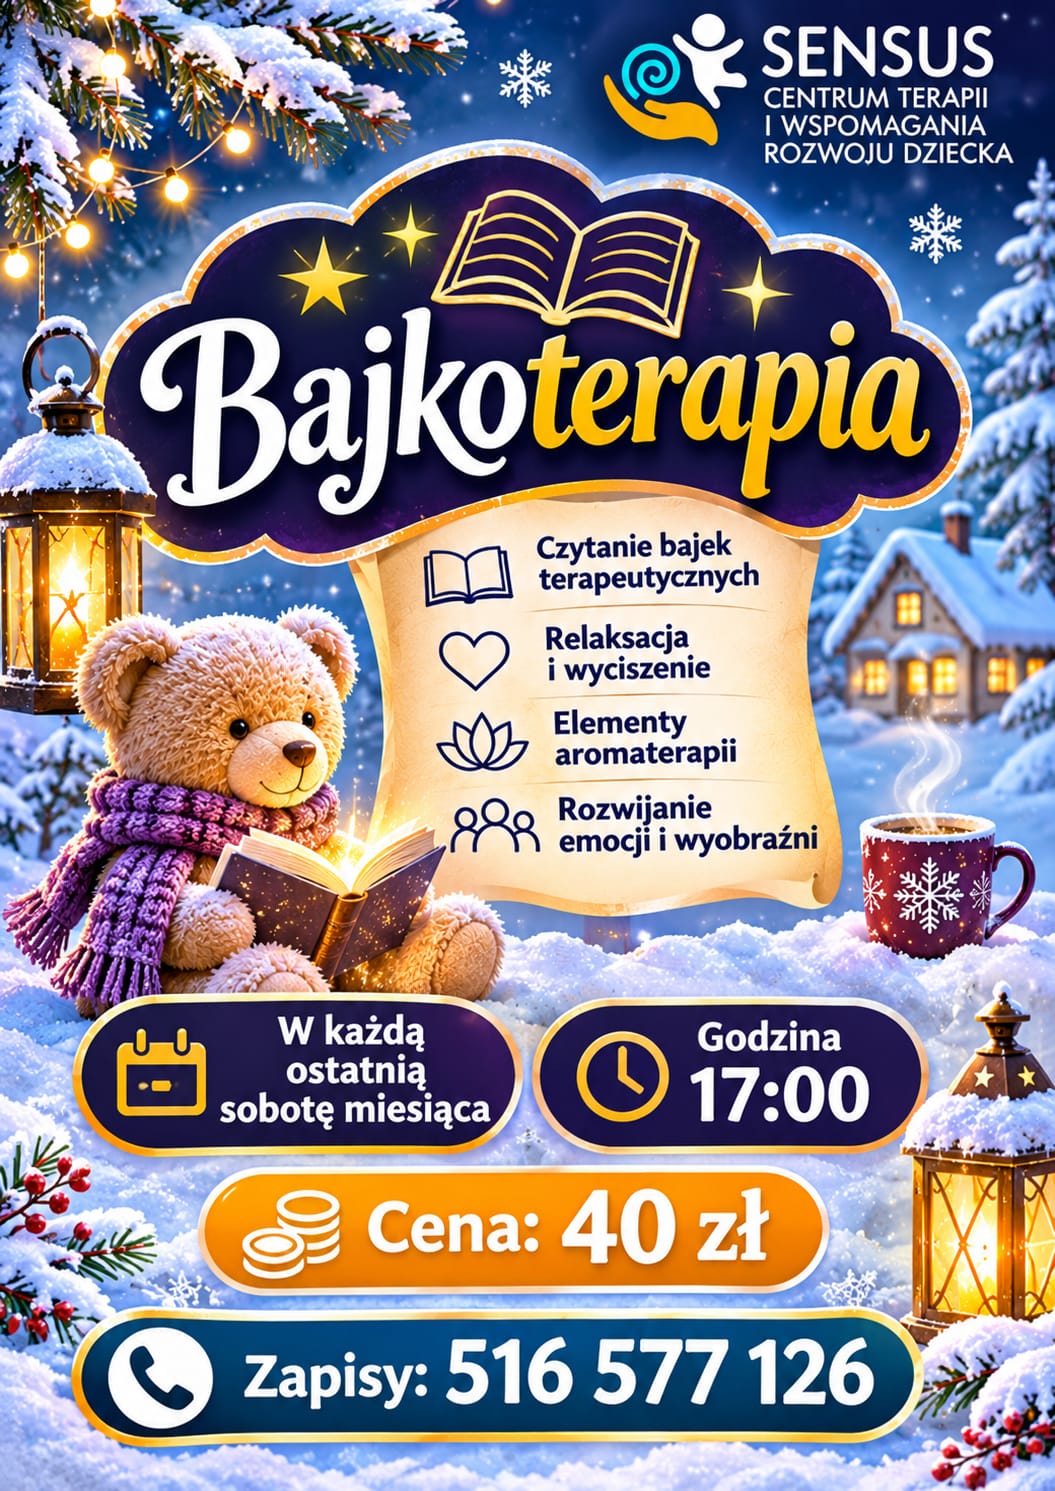 SENSUS
CENTRUM TERAPII
I WSPOMAGANIA
ROZWOJU DZIECKA
Bajkoterapia
Czytanie bajek
terapeutycznych
Relaksacja
i wyciszenie
Elementy
aromaterapii
Rozwijanie
emocji i wyobraźni
W każdą
ostatnią
sobotę miesiąca
Godzina
17:00
Cena: 40 zł
Zapisy: 516 577 126